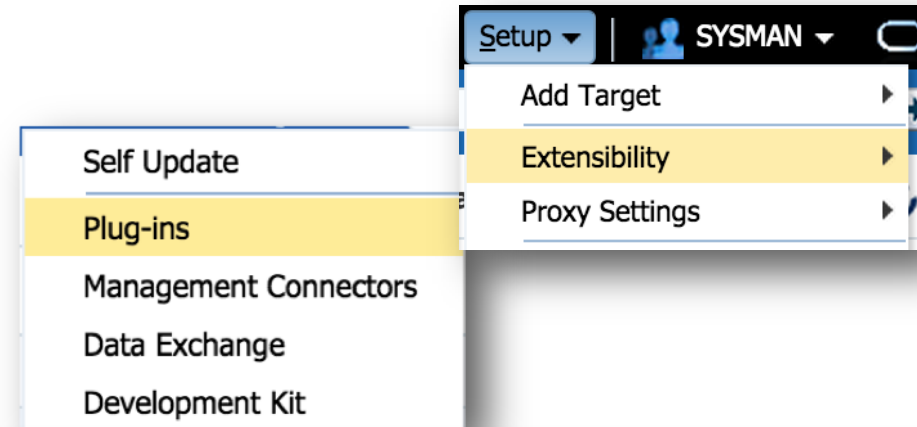 Setup SYSMAN
Add Target
Extensibility
Proxy Settings
Self Update
Plug-ins
Management Connectors
Data Exchange
Development Kit